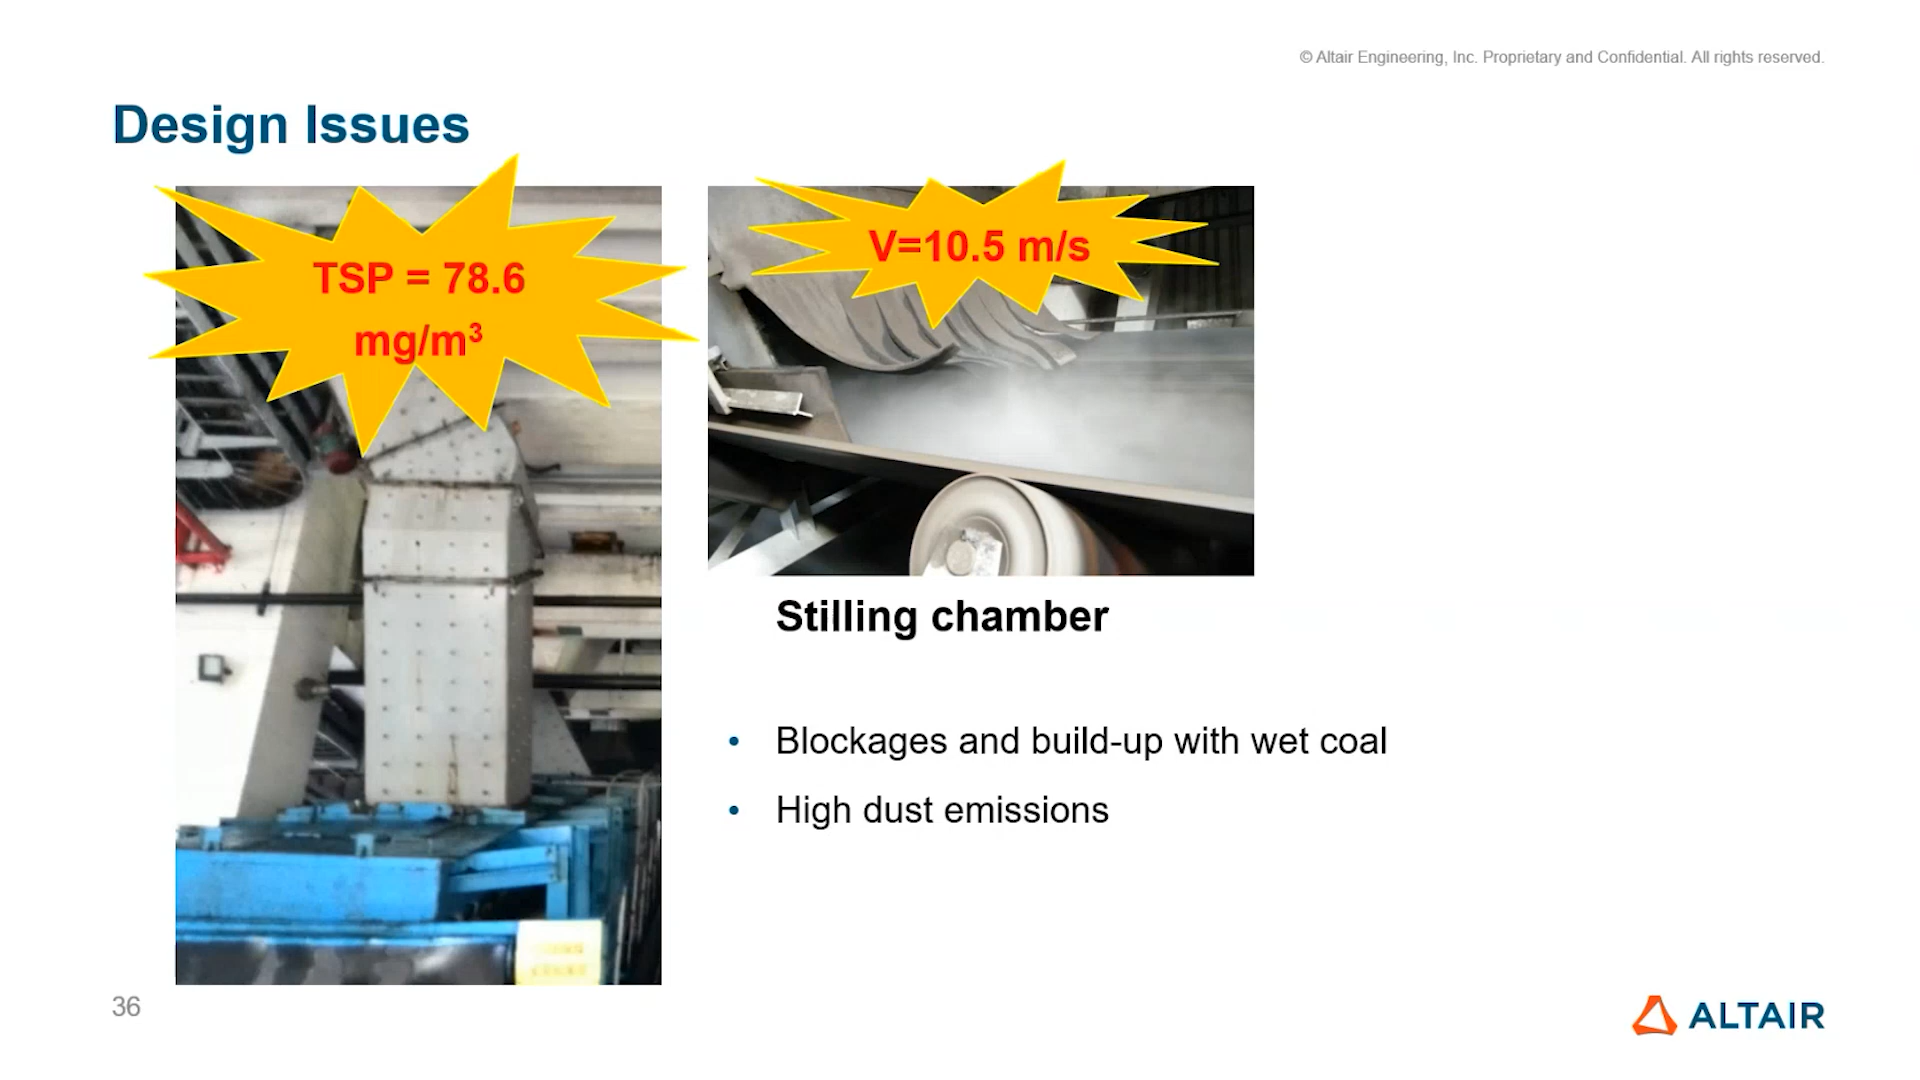 © Altair Engineering, Inc. Proprietary and Confidential. All rights reserved.
Design Issues
TSP = 78.6
mg/m³
V=10.5 m/s
Stilling chamber
• Blockages and build-up with wet coal
• High dust emissions
36
ALTAIR